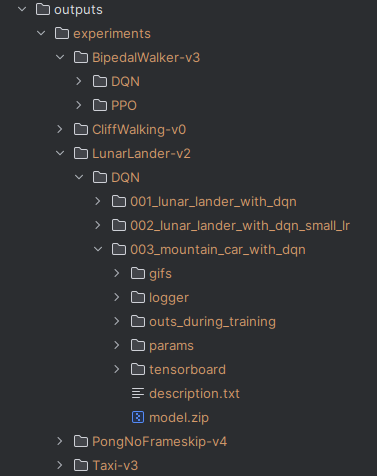 outputs
experiments
BipedalWalker-v3
DQN
PPO
CliffWalking-v0
LunarLander-v2
DQN
001_lunar_lander_with_dqn
002_lunar_lander_with_dqn_small_lr
003_mountain_car_with_dqn
gifs
logger
outs_during_training
params
tensorboard
description.txt
model.zip
PongNoFrameskip-v4
Taxi-v3